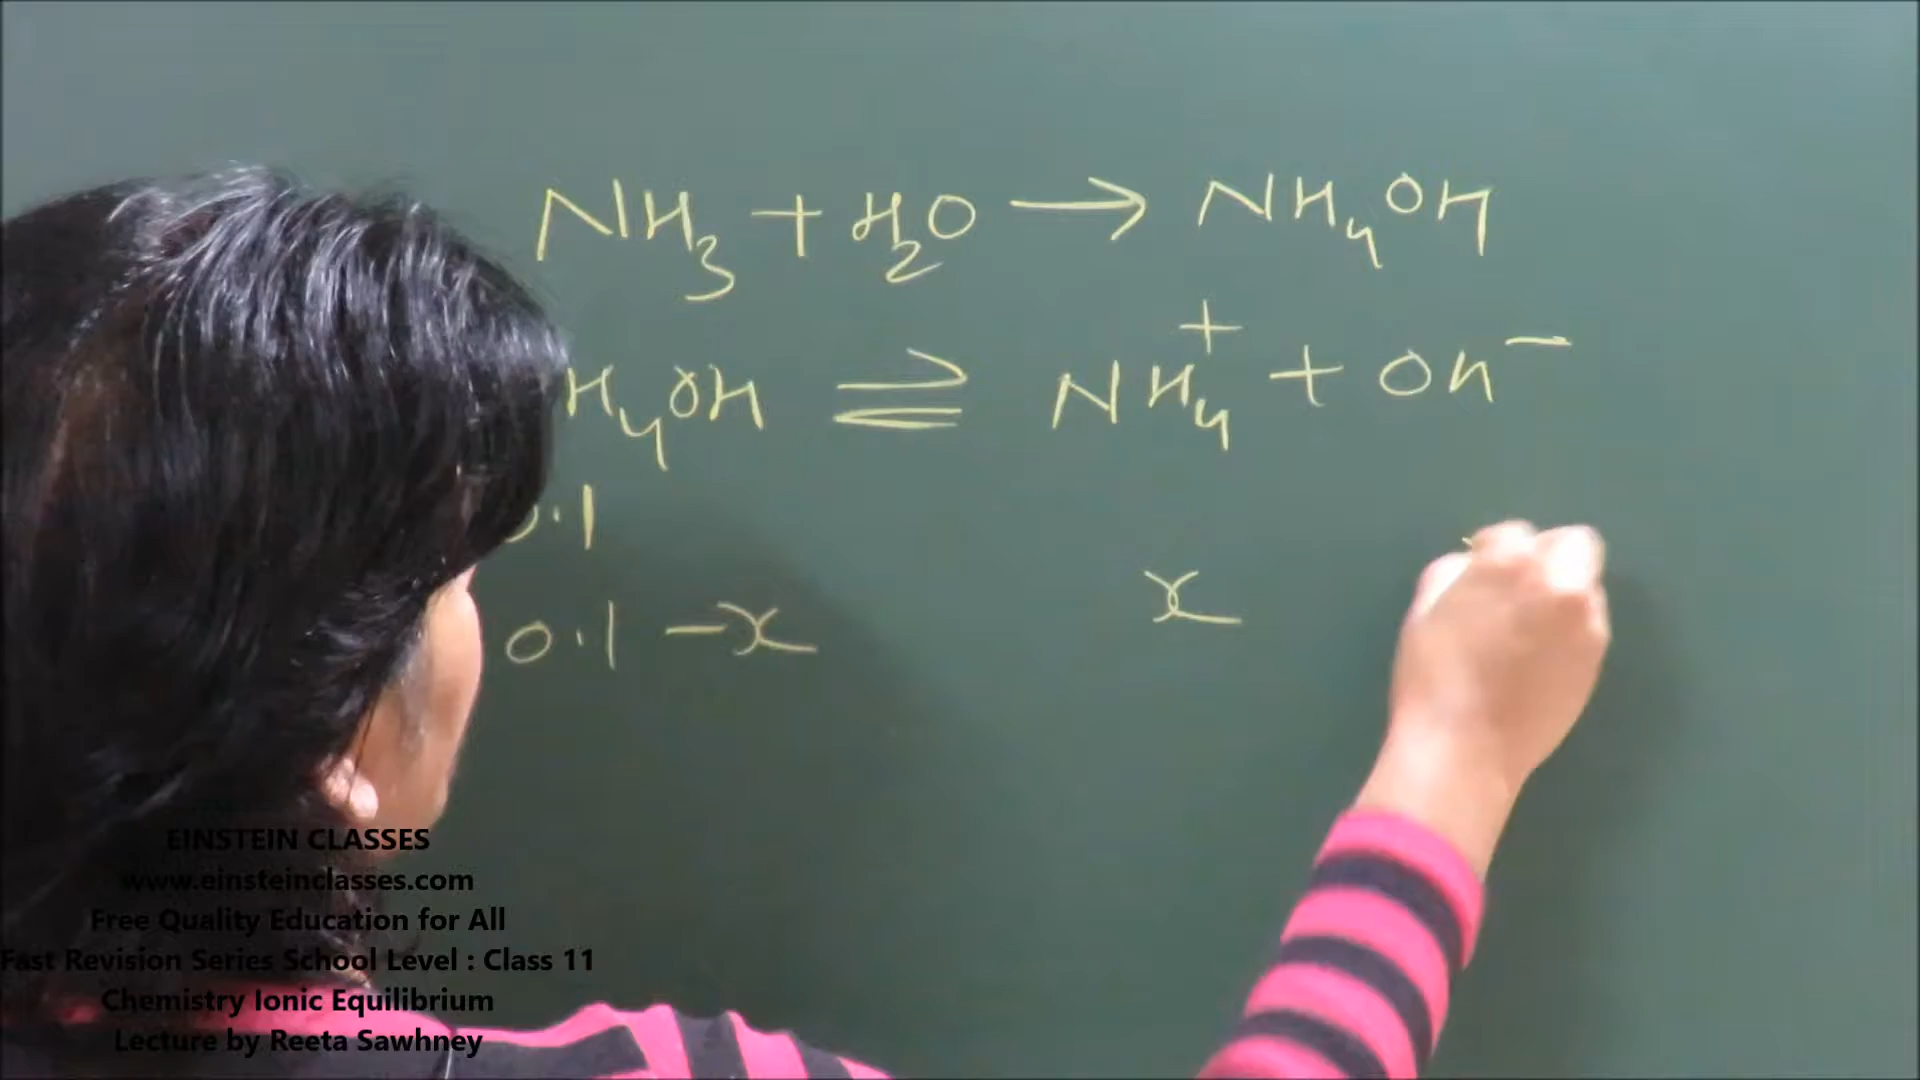 NH₃ + H₂O → NH₄OH
H₄OH ⇌ NH₄⁺ + OH⁻
0.1
0.1 - x x
EINSTEIN CLASSES
www.einsteinclasses.com
Free Quality Education for All
Fast Revision Series School Level : Class 11
Chemistry Ionic Equilibrium
Lecture by Reeta Sawhney